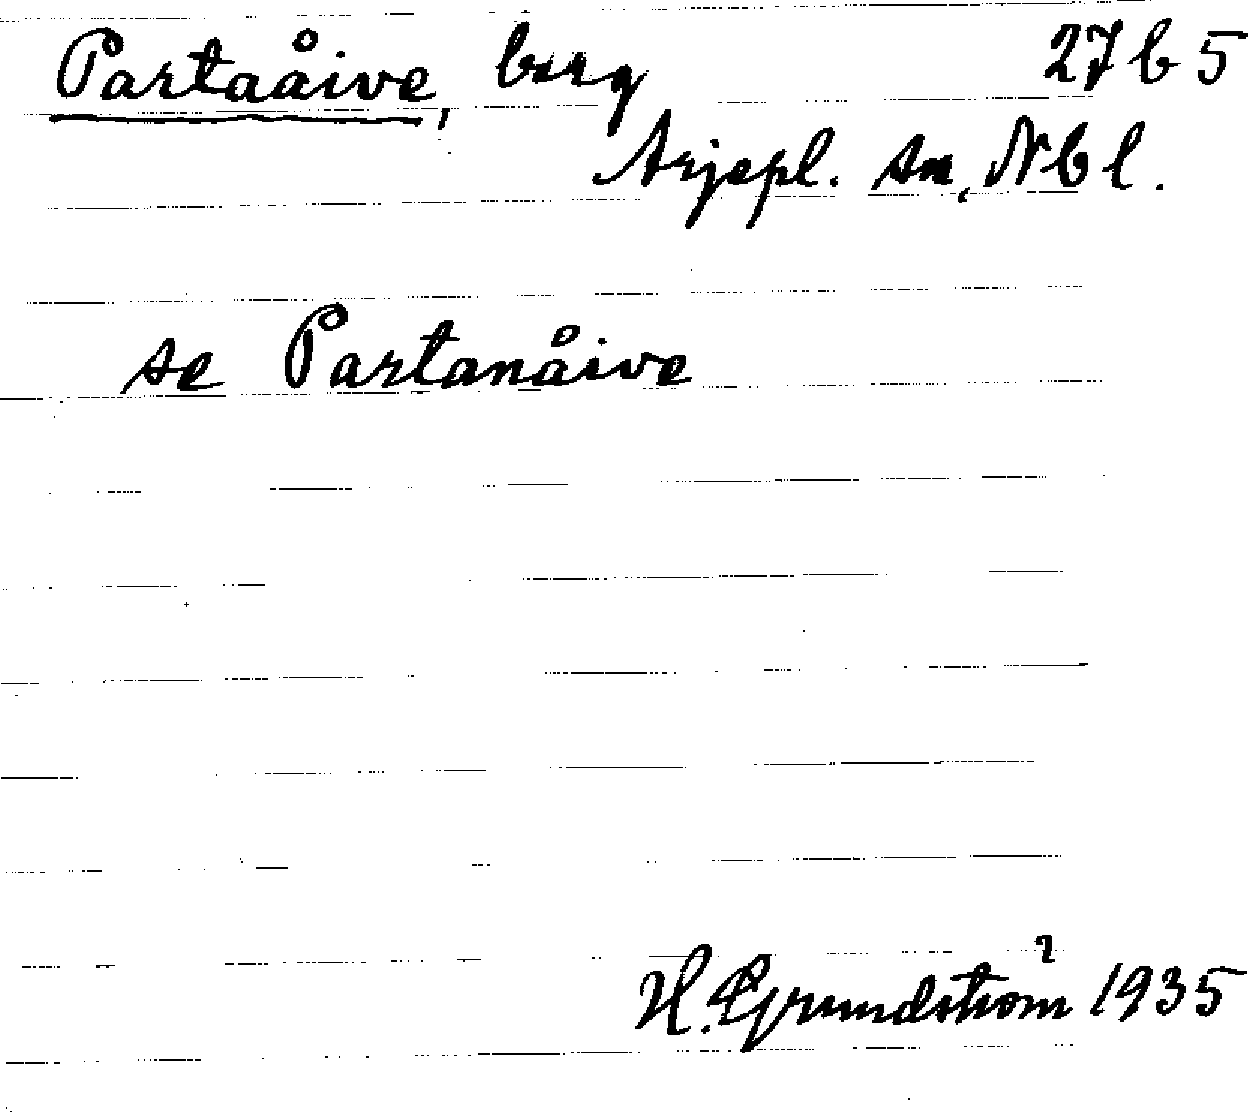 Partaåive, berg 27 b 5
Arjepl. sn, Nbl.
se Partanåive
H. Grundström 1935